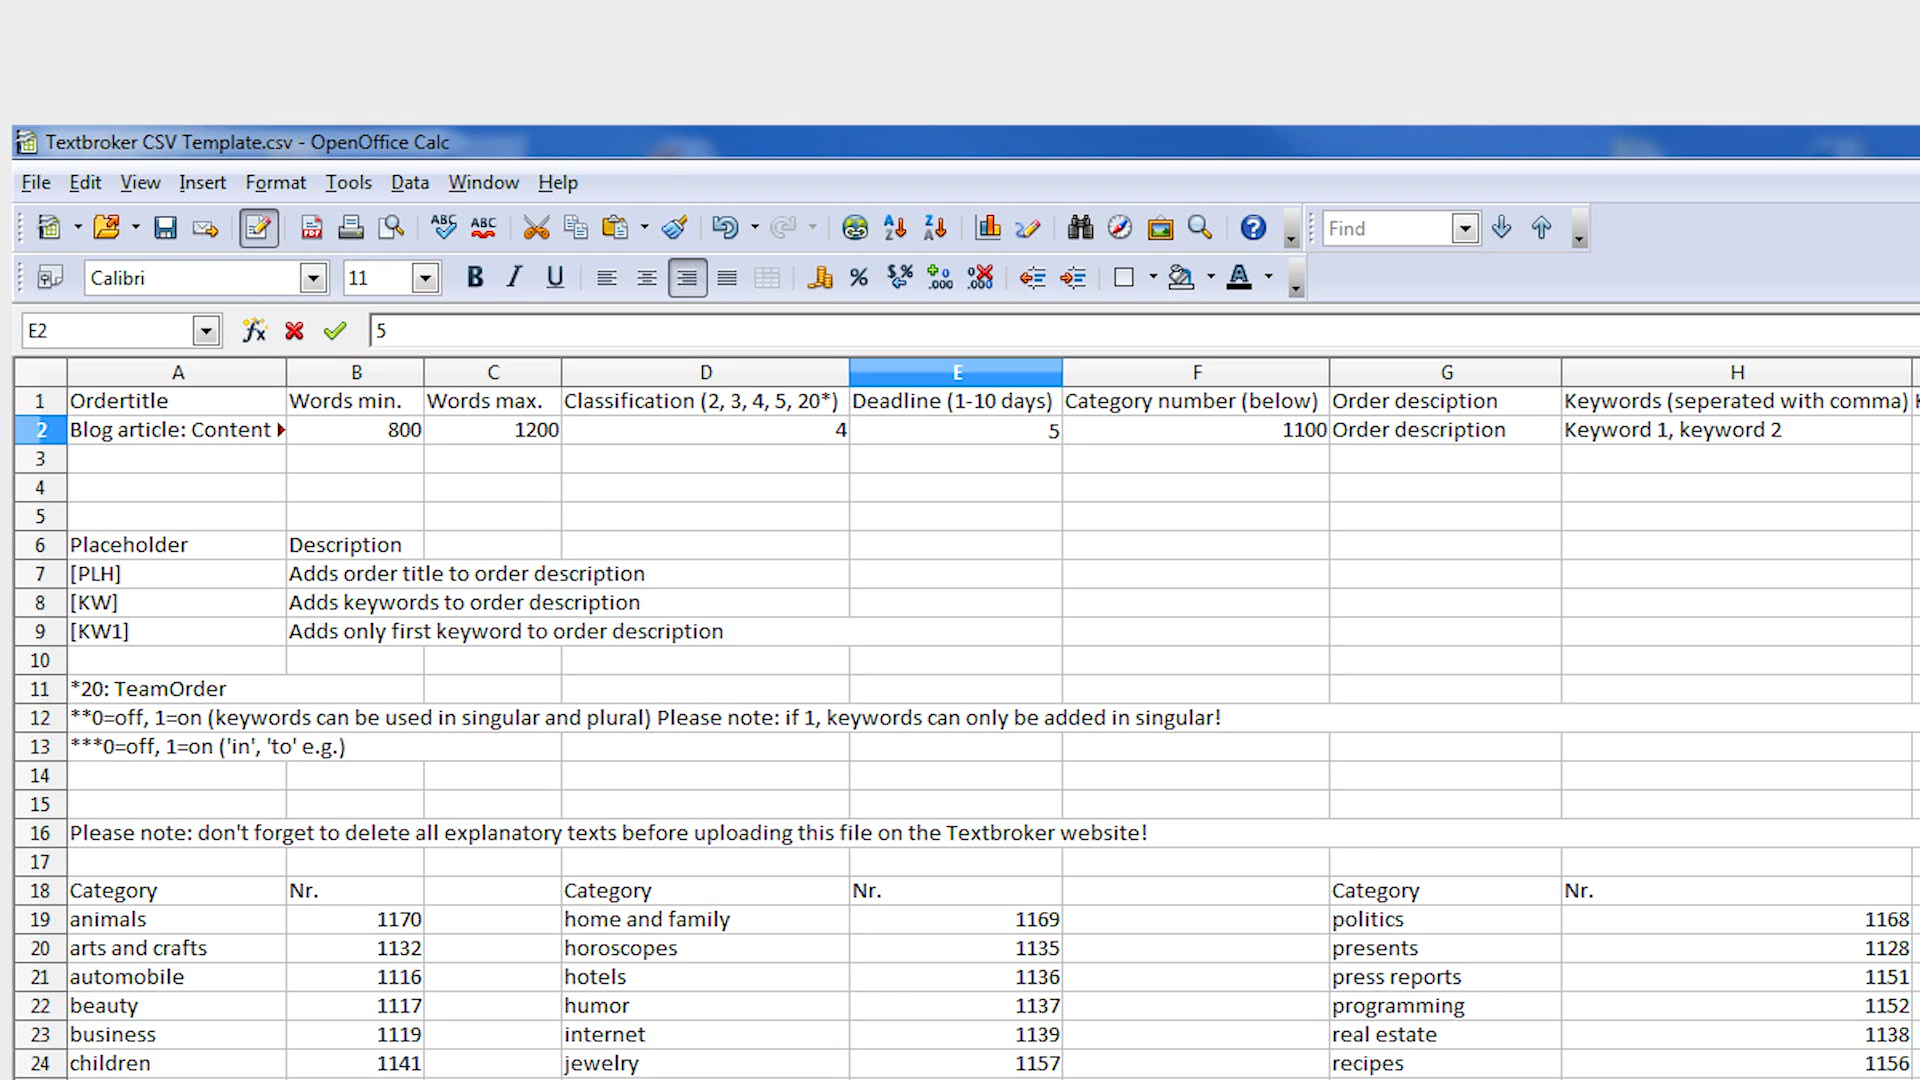 Textbroker CSV Template.csv - OpenOffice Calc
File Edit View Insert Format Tools Data Window Help
Find
Calibri 11
E2 5
A B C D E F G H
1 Ordertitle Words min. Words max. Classification (2, 3, 4, 5, 20*) Deadline (1-10 days) Category number (below) Order desciption Keywords (seperated with comma)
2 Blog article: Content 800 1200 4 5 1100 Order description Keyword 1, keyword 2
3
4
5
6 Placeholder Description
7 [PLH] Adds order title to order description
8 [KW] Adds keywords to order description
9 [KW1] Adds only first keyword to order description
10
11 *20: TeamOrder
12 **0=off, 1=on (keywords can be used in singular and plural) Please note: if 1, keywords can only be added in singular!
13 ***0=off, 1=on ('in', 'to' e.g.)
14
15
16 Please note: don't forget to delete all explanatory texts before uploading this file on the Textbroker website!
17
18 Category Nr. Category Nr. Category Nr.
19 animals 1170 home and family 1169 politics 1168
20 arts and crafts 1132 horoscopes 1135 presents 1128
21 automobile 1116 hotels 1136 press reports 1151
22 beauty 1117 humor 1137 programming 1152
23 business 1119 internet 1139 real estate 1138
24 children 1141 jewelry 1157 recipes 1156